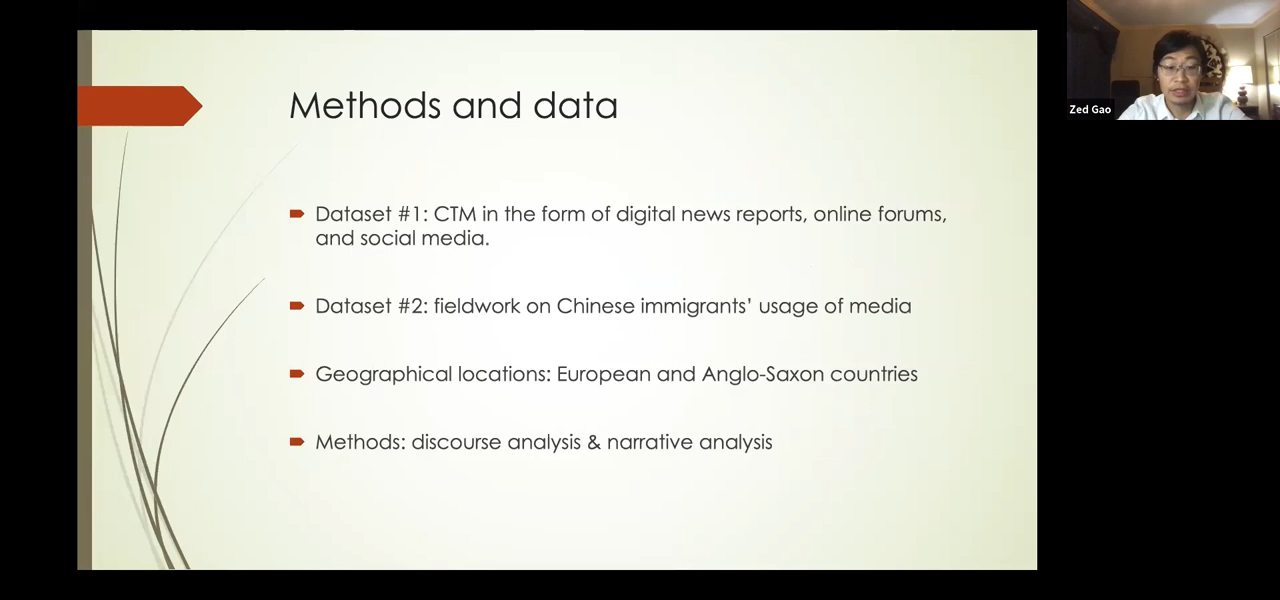 Methods and data
Dataset #1: CTM in the form of digital news reports, online forums,
and social media.
Dataset #2: fieldwork on Chinese immigrants’ usage of media
Geographical locations: European and Anglo-Saxon countries
Methods: discourse analysis & narrative analysis
Zed Gao